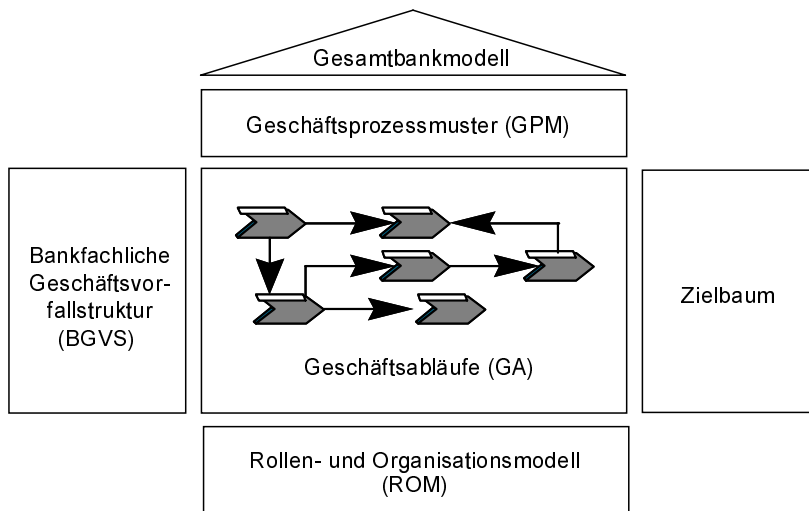 Gesamtbankmodell
Geschäftsprozessmuster (GPM)
Bankfachliche
Geschäftsvor-
fallstruktur
(BGVS)
Geschäftsabläufe (GA)
Zielbaum
Rollen- und Organisationsmodell
(ROM)